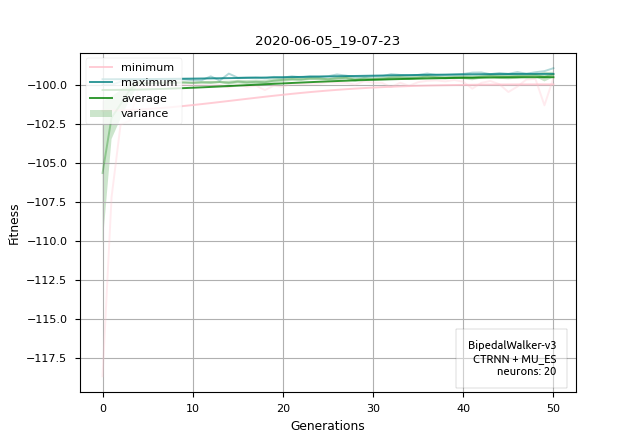 2020-06-05_19-07-23
minimum
maximum
average
variance
−100.0
−102.5
−105.0
−107.5
−110.0
−112.5
−115.0
−117.5
Fitness
BipedalWalker-v3
CTRNN + MU_ES
neurons: 20
0 10 20 30 40 50
Generations